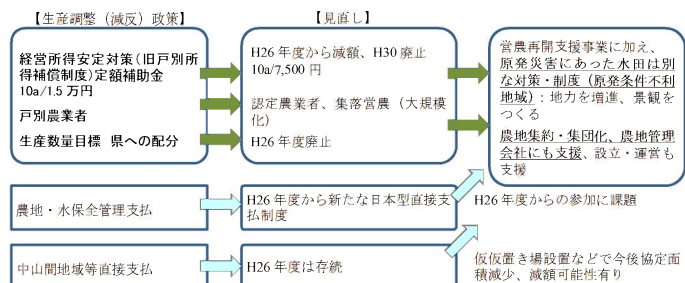 【生産調整（減反）政策】
【見直し】
経営所得安定対策（旧戸別所
得補償制度）定額補助金
10a/1.5 万円
戸別農業者
生産数量目標　県への配分
H26 年度から減額、H30 廃止
10a/7,500 円
認定農業者、集落営農（大規模
化）
H26 年度廃止
営農再開支援事業に加え、
原発災害にあった水田は別
な対策・制度（原発条件不利
地域）：地力を増進、景観を
つくる
農地集約・集団化、農地管理
会社にも支援、設立・運営も
支援
農地・水保全管理支払
H26 年度から新たな日本型直接支
払制度
H26 年度からの参加に課題
中山間地域等直接支払
H26 年度は存続
仮仮置き場設置などで今後協定面
積減少、減額可能性有り